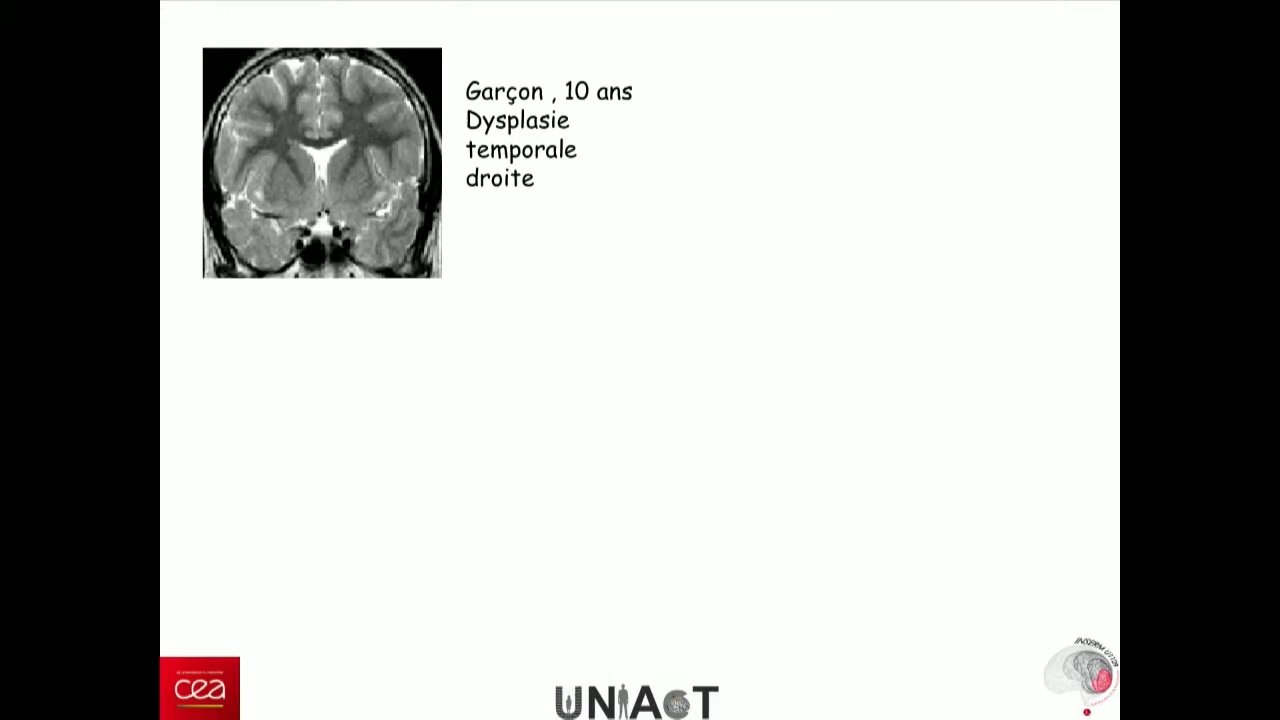 Garçon , 10 ans
Dysplasie
temporale
droite
cea
UNIACT